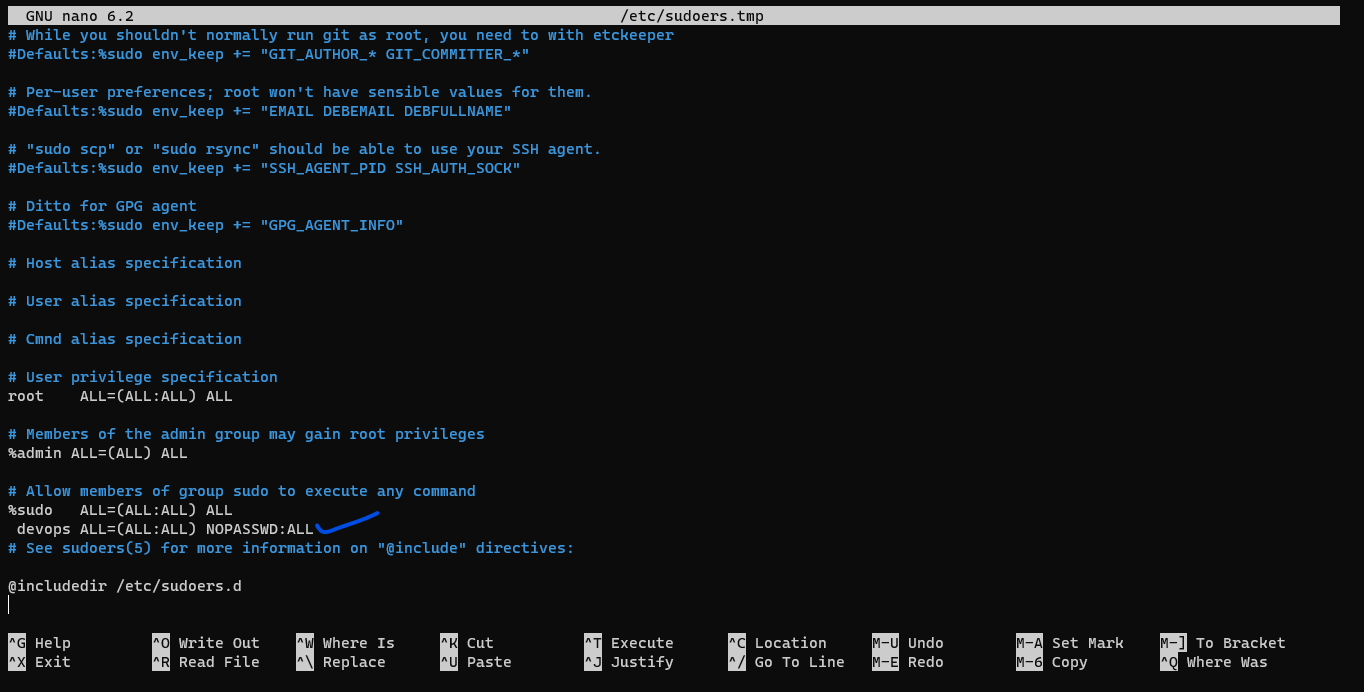 GNU nano 6.2 /etc/sudoers.tmp
# While you shouldn't normally run git as root, you need to with etckeeper
#Defaults:%sudo env_keep += "GIT_AUTHOR_* GIT_COMMITTER_*"
# Per-user preferences; root won't have sensible values for them.
#Defaults:%sudo env_keep += "EMAIL DEBEMAIL DEBFULLNAME"
# "sudo scp" or "sudo rsync" should be able to use your SSH agent.
#Defaults:%sudo env_keep += "SSH_AGENT_PID SSH_AUTH_SOCK"
# Ditto for GPG agent
#Defaults:%sudo env_keep += "GPG_AGENT_INFO"
# Host alias specification
# User alias specification
# Cmnd alias specification
# User privilege specification
root    ALL=(ALL:ALL) ALL
# Members of the admin group may gain root privileges
%admin ALL=(ALL) ALL
# Allow members of group sudo to execute any command
%sudo   ALL=(ALL:ALL) ALL
 devops ALL=(ALL:ALL) NOPASSWD:ALL
# See sudoers(5) for more information on "@include" directives:
@includedir /etc/sudoers.d
^G Help ^O Write Out ^W Where Is ^K Cut ^T Execute ^C Location M-U Undo M-A Set Mark M-] To Bracket
^X Exit ^R Read File ^\ Replace ^U Paste ^J Justify ^/ Go To Line M-E Redo M-6 Copy ^Q Where Was